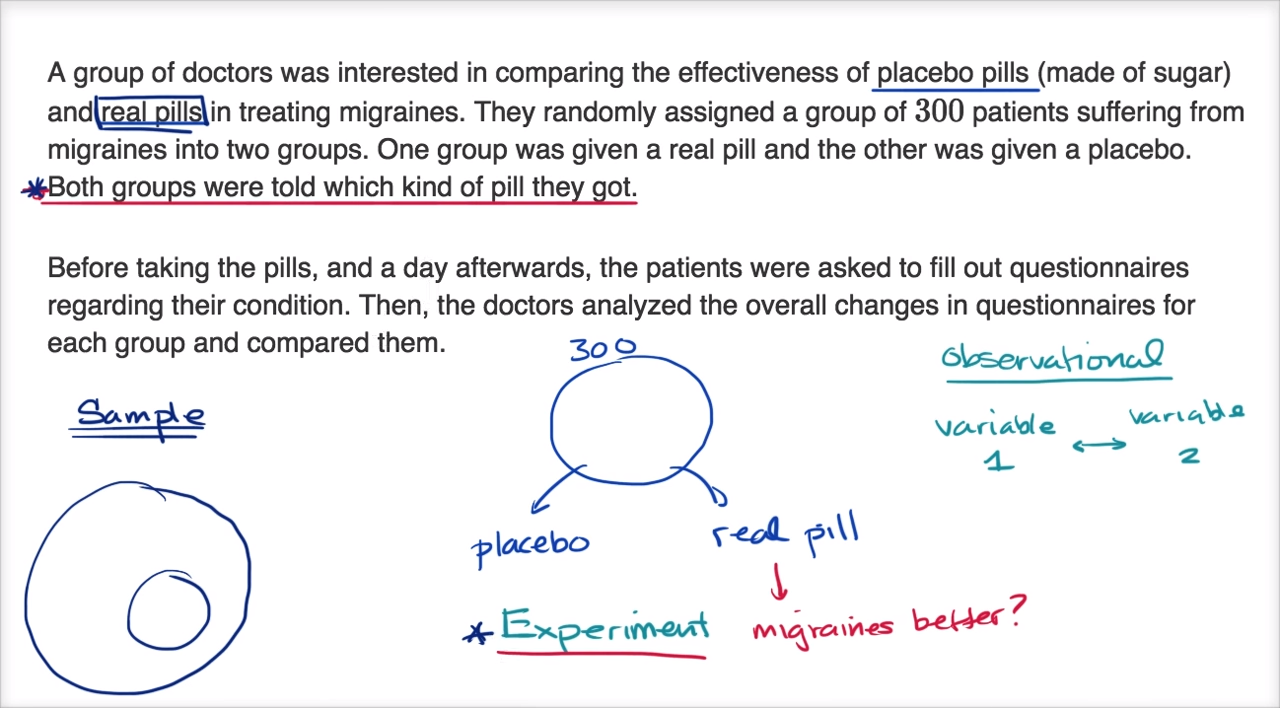 A group of doctors was interested in comparing the effectiveness of placebo pills (made of sugar)
and real pills in treating migraines. They randomly assigned a group of 300 patients suffering from
migraines into two groups. One group was given a real pill and the other was given a placebo.
*Both groups were told which kind of pill they got.
Before taking the pills, and a day afterwards, the patients were asked to fill out questionnaires
regarding their condition. Then, the doctors analyzed the overall changes in questionnaires for
each group and compared them.
300
observational
Sample
variable 1 ↔ variable 2
placebo
real pill
* Experiment
migraines better?